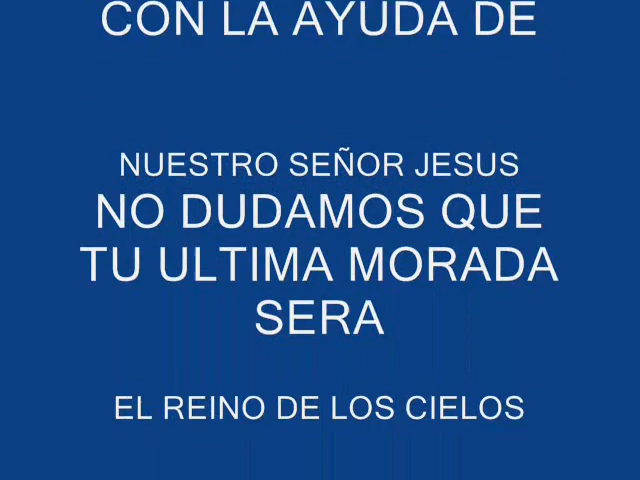 CON LA AYUDA DE
NUESTRO SEÑOR JESUS
NO DUDAMOS QUE
TU ULTIMA MORADA
SERA
EL REINO DE LOS CIELOS